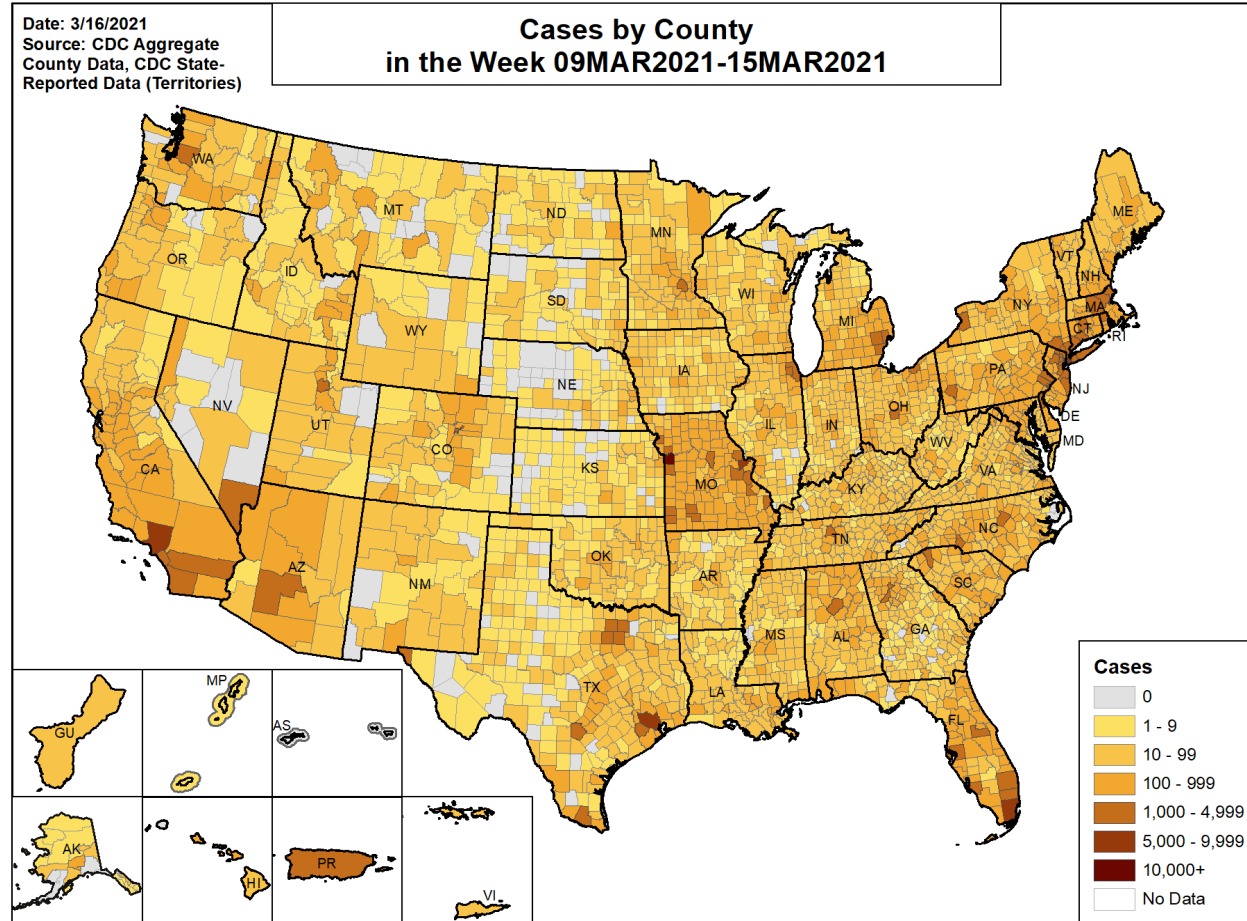 Date: 3/16/2021
Source: CDC Aggregate
County Data, CDC State-
Reported Data (Territories)
Cases by County
in the Week 09MAR2021-15MAR2021
WA
MT
ND
MN
ME
OR
ID
SD
WI
MI
VT
NH
NY
MA
CT
RI
WY
IA
PA
NJ
NE
NV
UT
CO
IL
IN
OH
DE
MD
WV
VA
CA
KS
MO
KY
NC
TN
AZ
NM
OK
AR
SC
MS
AL
GA
TX
LA
FL
GU
MP
AS
AK
HI
PR
VI
Cases
0
1 - 9
10 - 99
100 - 999
1,000 - 4,999
5,000 - 9,999
10,000+
No Data